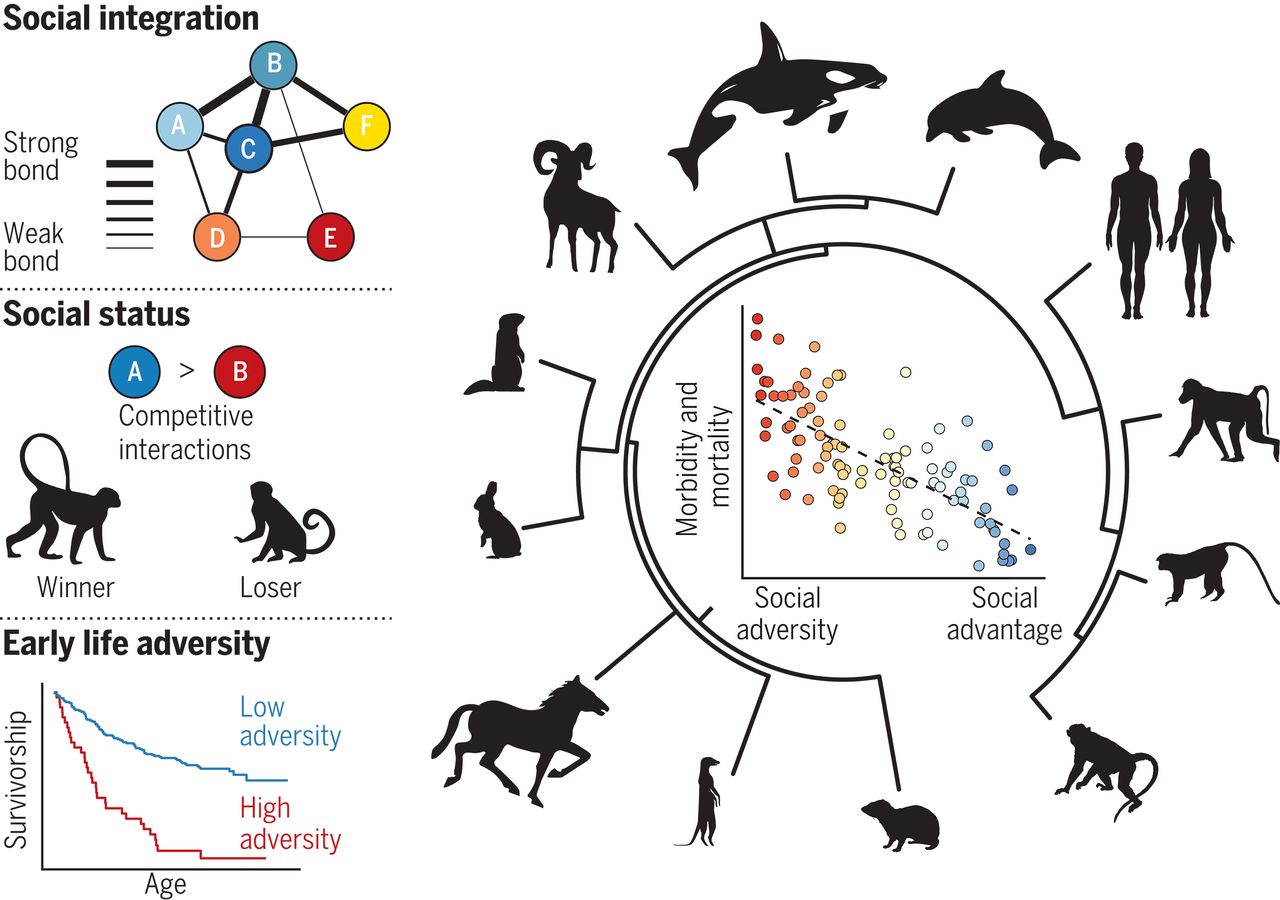 Social integration
B
A
F
C
Strong
bond
Weak
bond
D
E
Social status
A > B
Competitive
interactions
Winner
Loser
Early life adversity
Survivorship
Low
adversity
High
adversity
Age
Morbidity and
mortality
Social
adversity
Social
advantage